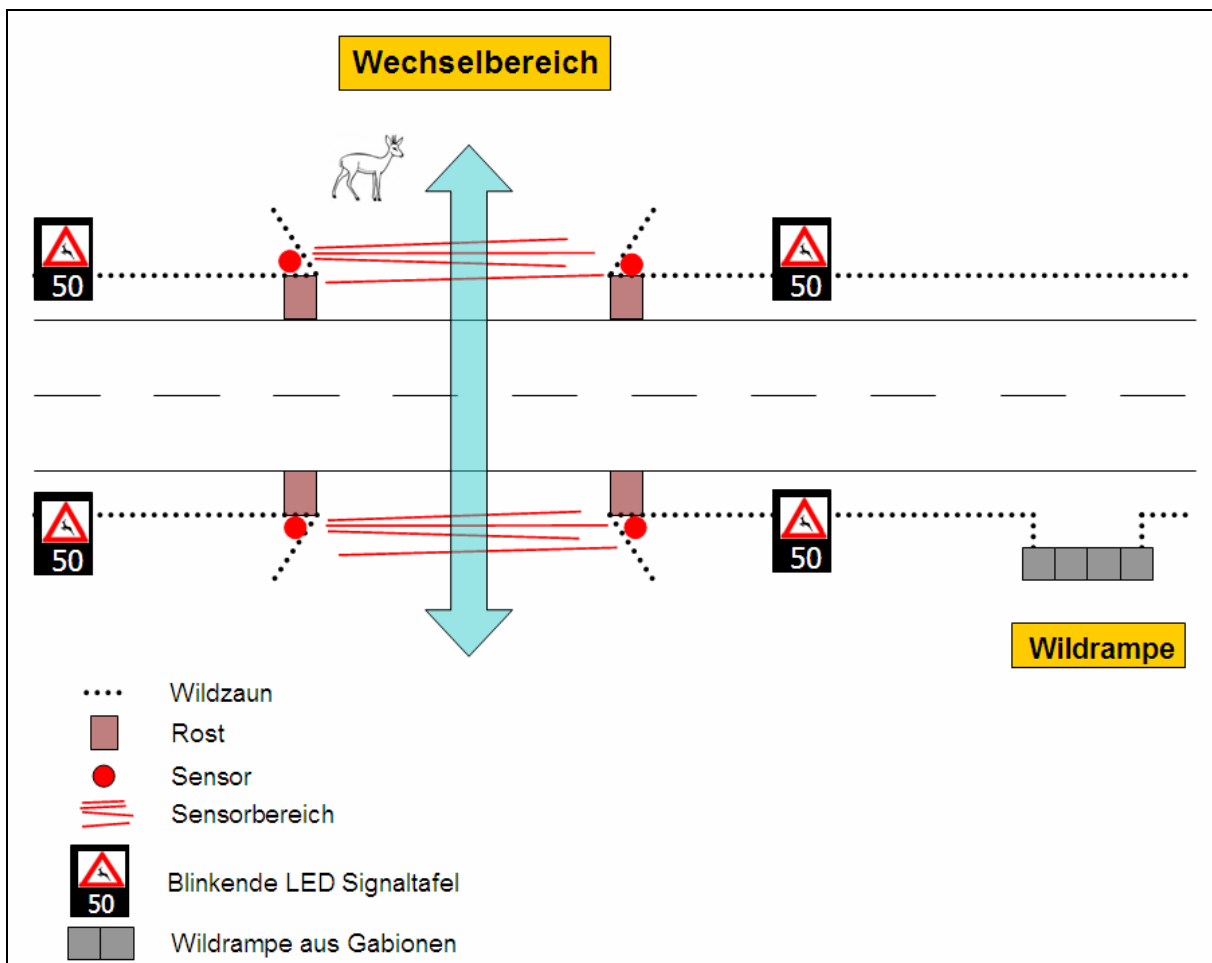 Wechselbereich
50
50
50
50
Wildrampe
Wildzaun
Rost
Sensor
Sensorbereich
50
Blinkende LED Signaltafel
Wildrampe aus Gabionen